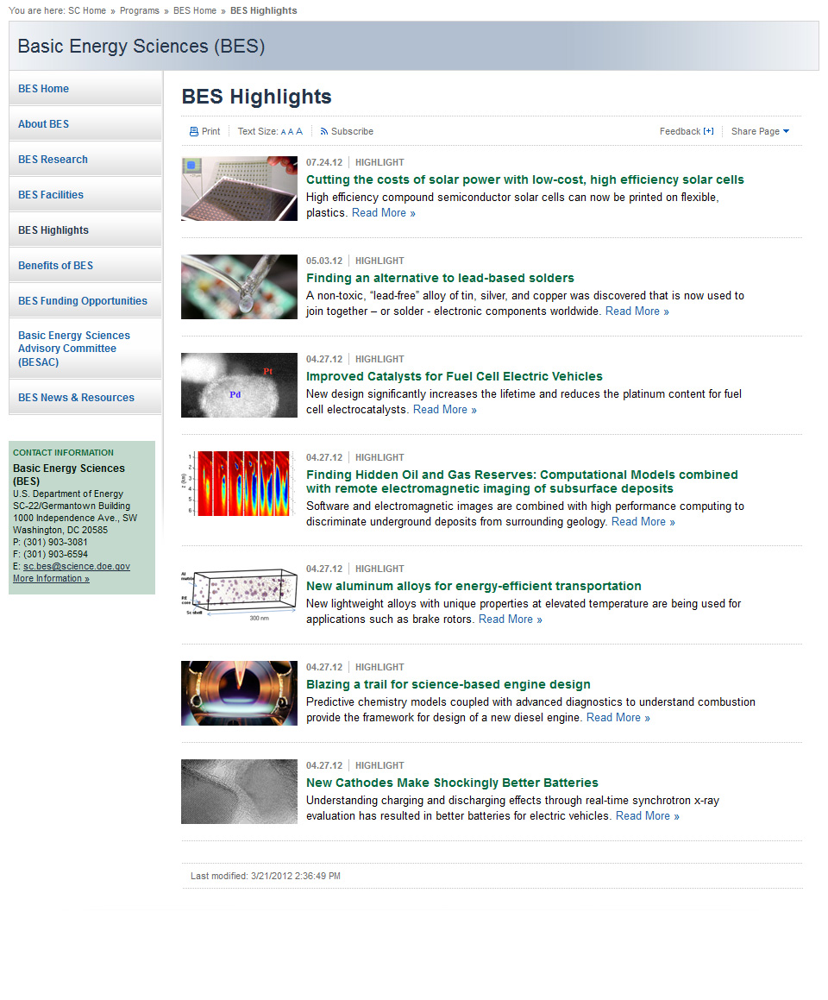 You are here: SC Home » Programs » BES Home » BES Highlights
Basic Energy Sciences (BES)
BES Home
About BES
BES Research
BES Facilities
BES Highlights
Benefits of BES
BES Funding Opportunities
Basic Energy Sciences
Advisory Committee
(BESAC)
BES News & Resources
CONTACT INFORMATION
Basic Energy Sciences
(BES)
U.S. Department of Energy
SC-22/Germantown Building
1000 Independence Ave., SW
Washington, DC 20585
P: (301) 903-3081
F: (301) 903-6594
E: sc.bes@science.doe.gov
More Information »
BES Highlights
Print Text Size: A A A Subscribe Feedback [+] Share Page
07.24.12 HIGHLIGHT
Cutting the costs of solar power with low-cost, high efficiency solar cells
High efficiency compound semiconductor solar cells can now be printed on flexible,
plastics. Read More »
05.03.12 HIGHLIGHT
Finding an alternative to lead-based solders
A non-toxic, “lead-free” alloy of tin, silver, and copper was discovered that is now used to
join together – or solder - electronic components worldwide. Read More »
Pt
Pd
04.27.12 HIGHLIGHT
Improved Catalysts for Fuel Cell Electric Vehicles
New design significantly increases the lifetime and reduces the platinum content for fuel
cell electrocatalysts. Read More »
1
2
3
4
5
6
z (km)
04.27.12 HIGHLIGHT
Finding Hidden Oil and Gas Reserves: Computational Models combined
with remote electromagnetic imaging of subsurface deposits
Software and electromagnetic images are combined with high performance computing to
discriminate underground deposits from surrounding geology. Read More »
Al
matrix
RE
core
Sc shell
300 nm
04.27.12 HIGHLIGHT
New aluminum alloys for energy-efficient transportation
New lightweight alloys with unique properties at elevated temperature are being used for
applications such as brake rotors. Read More »
04.27.12 HIGHLIGHT
Blazing a trail for science-based engine design
Predictive chemistry models coupled with advanced diagnostics to understand combustion
provide the framework for design of a new diesel engine. Read More »
04.27.12 HIGHLIGHT
New Cathodes Make Shockingly Better Batteries
Understanding charging and discharging effects through real-time synchrotron x-ray
evaluation has resulted in better batteries for electric vehicles. Read More »
Last modified: 3/21/2012 2:36:49 PM